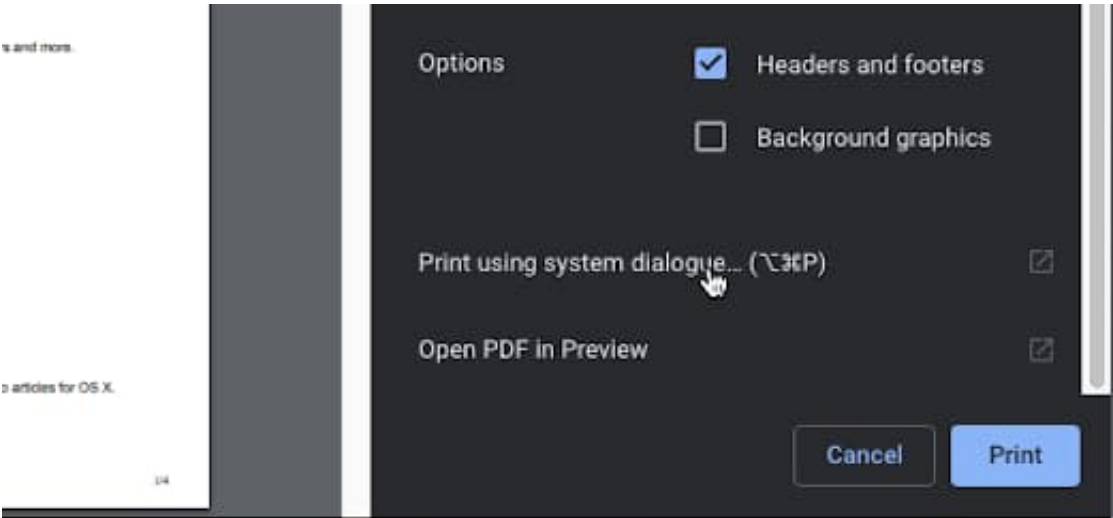 s and more.
Options
Headers and footers
Background graphics
Print using system dialogue... (⌥⌘P)
Open PDF in Preview
articles for OS X.
Cancel
Print
1/4